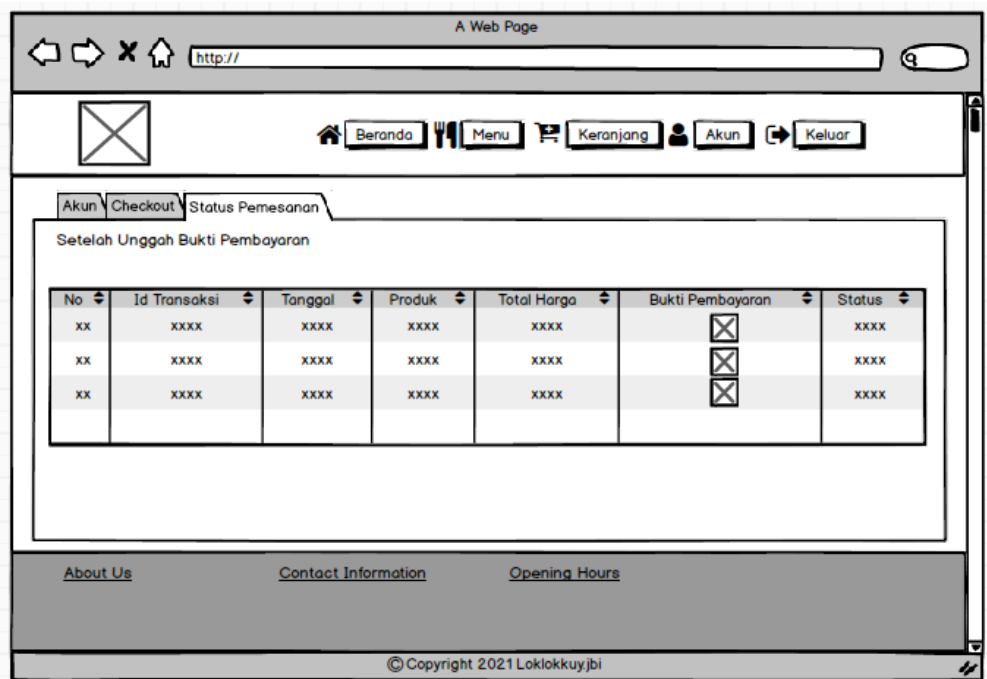 A Web Page
http://
Beranda Menu Keranjang Akun Keluar
Akun Checkout Status Pemesanan
Setelah Unggah Bukti Pembayaran
No Id Transaksi Tanggal Produk Total Harga Bukti Pembayaran Status
xx xxxx xxxx xxxx xxxx xxxx
xx xxxx xxxx xxxx xxxx xxxx
xx xxxx xxxx xxxx xxxx xxxx
About Us Contact Information Opening Hours
©Copyright 2021 Loklokkuy.jbi